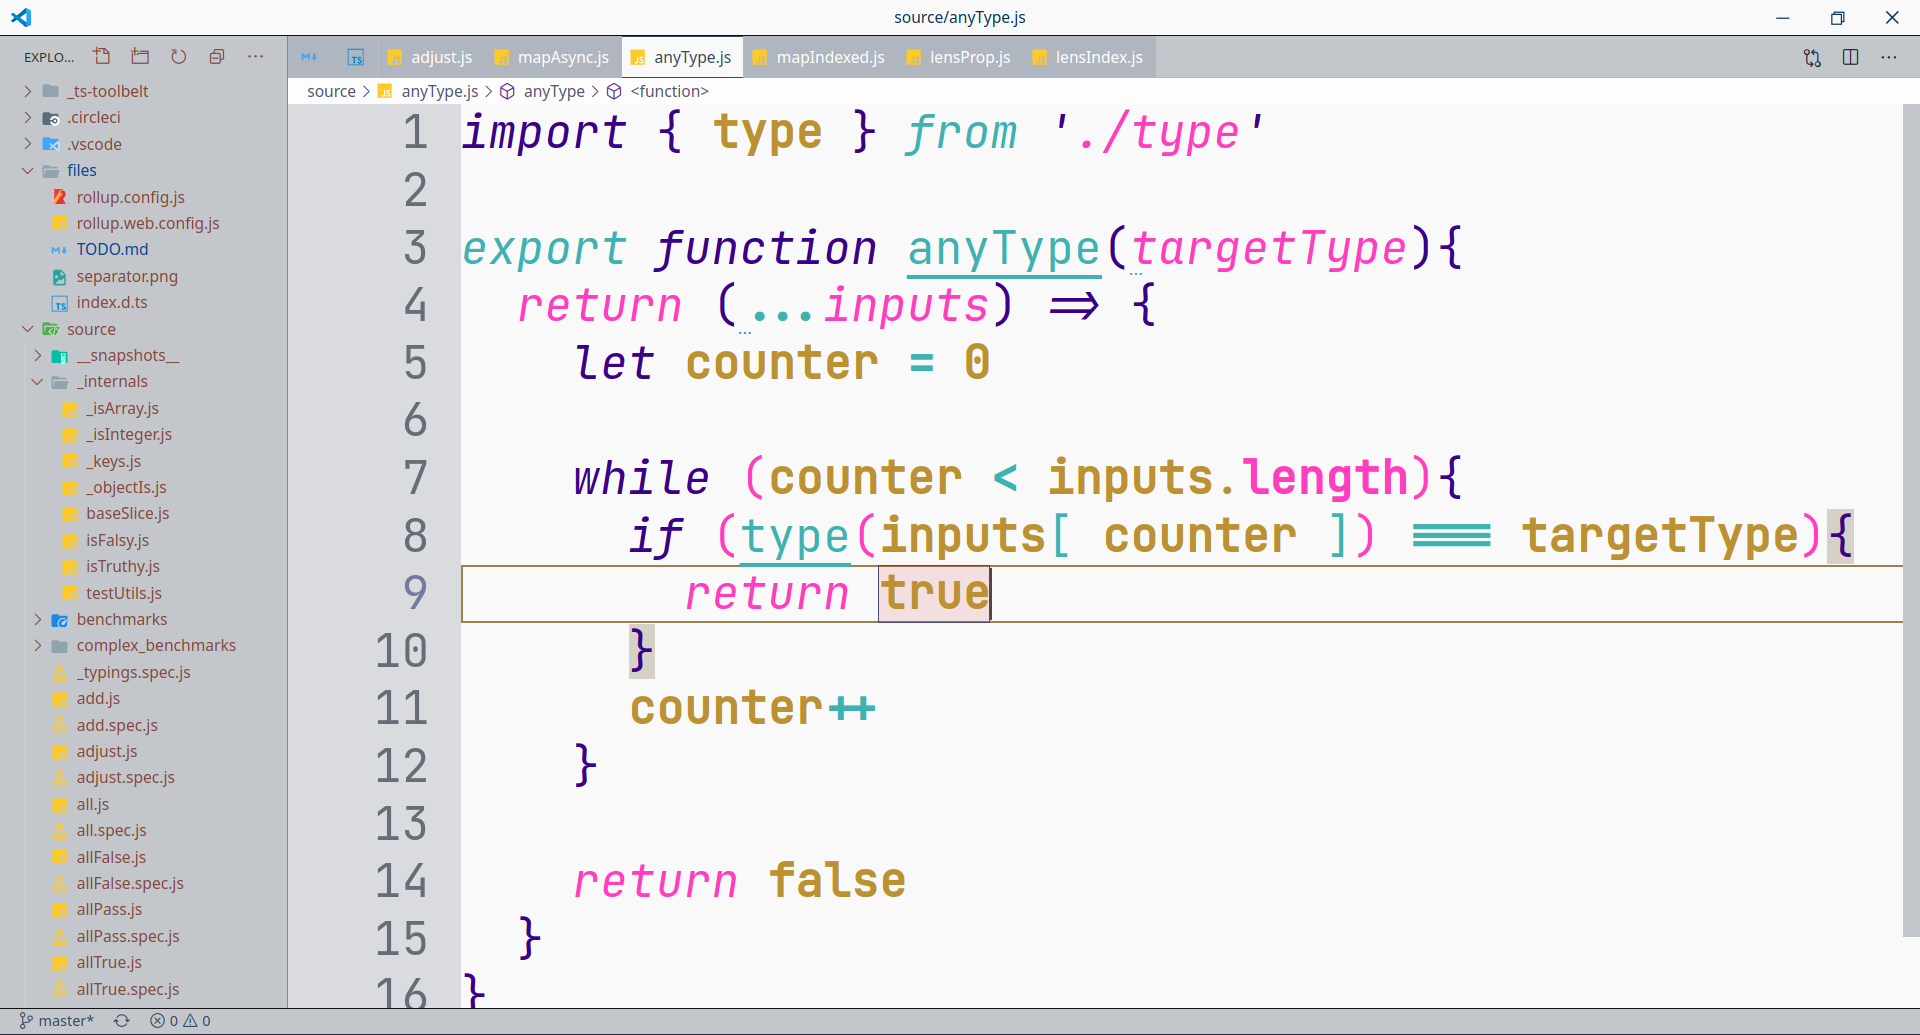 source/anyType.js
EXPLO...
adjust.js
mapAsync.js
anyType.js
mapIndexed.js
lensProp.js
lensIndex.js
source > anyType.js > anyType > <function>
_ts-toolbelt
.circleci
.vscode
files
rollup.config.js
rollup.web.config.js
TODO.md
separator.png
index.d.ts
source
__snapshots__
_internals
_isArray.js
_isInteger.js
_keys.js
_objectIs.js
baseSlice.js
isFalsy.js
isTruthy.js
testUtils.js
benchmarks
complex_benchmarks
_typings.spec.js
add.js
add.spec.js
adjust.js
adjust.spec.js
all.js
all.spec.js
allFalse.js
allFalse.spec.js
allPass.js
allPass.spec.js
allTrue.js
allTrue.spec.js
1 import { type } from './type'
2
3 export function anyType(targetType){
4 return (...inputs) => {
5 let counter = 0
6
7 while (counter < inputs.length){
8 if (type(inputs[ counter ]) === targetType){
9 return true
10 }
11 counter++
12 }
13
14 return false
15 }
16 }
master* 0 0